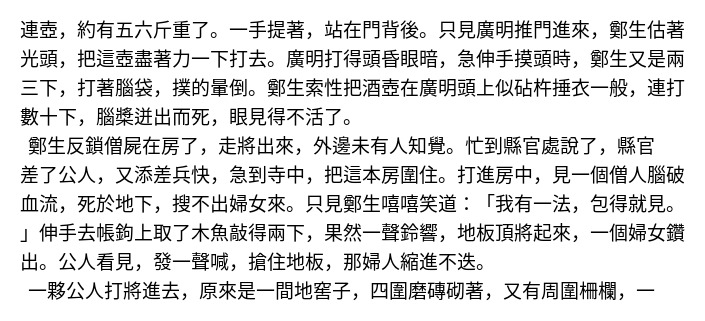 連壺，約有五六斤重了。一手提著，站在門背後。只見廣明推門進來，鄭生估著
光頭，把這壺盡著力一下打去。廣明打得頭昏眼暗，急伸手摸頭時，鄭生又是兩
三下，打著腦袋，撲的暈倒。鄭生索性把酒壺在廣明頭上似砧杵捶衣一般，連打
數十下，腦漿迸出而死，眼見得不活了。
鄭生反鎖僧屍在房了，走將出來，外邊未有人知覺。忙到縣官處說了，縣官
差了公人，又添差兵快，急到寺中，把這本房圍住。打進房中，見一個僧人腦破
血流，死於地下，搜不出婦女來。只見鄭生嘻嘻笑道：「我有一法，包得就見。
」伸手去帳鉤上取了木魚敲得兩下，果然一聲鈴響，地板頂將起來，一個婦女鑽
出。公人看見，發一聲喊，搶住地板，那婦人縮進不迭。
一夥公人打將進去，原來是一間地窖子，四圍磨磚砌著，又有周圍柵欄，一